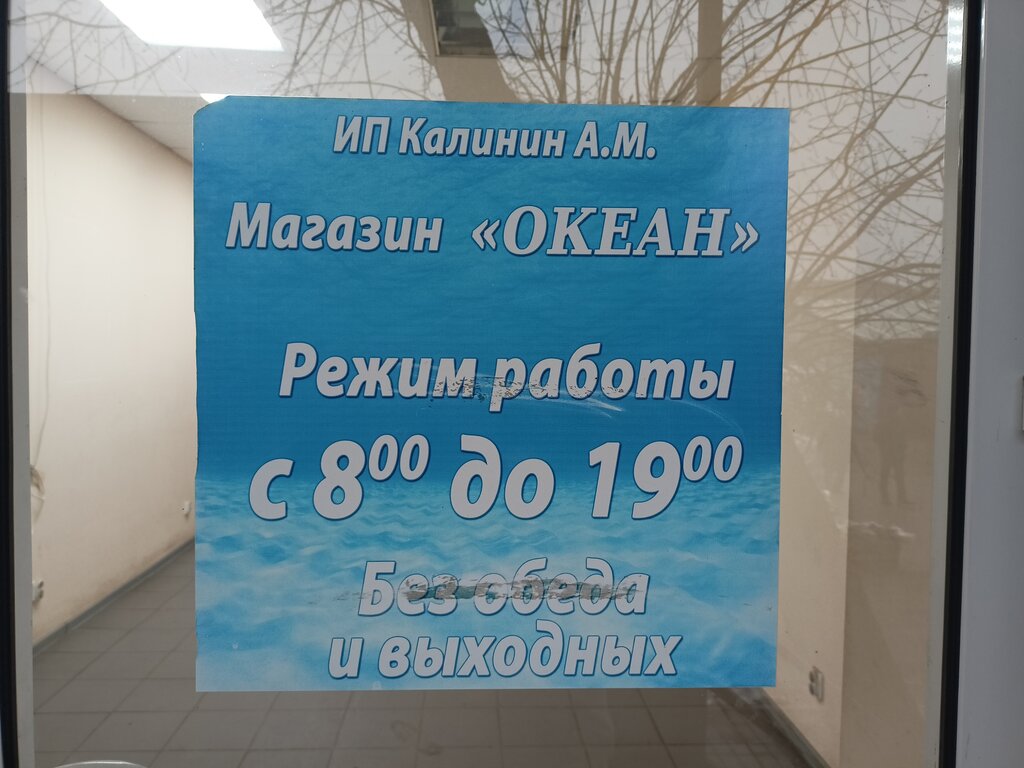 ИП Калинин А.М.
Магазин «ОКЕАН»
Режим работы
с 8⁰⁰ до 19⁰⁰
Без обеда
и выходных